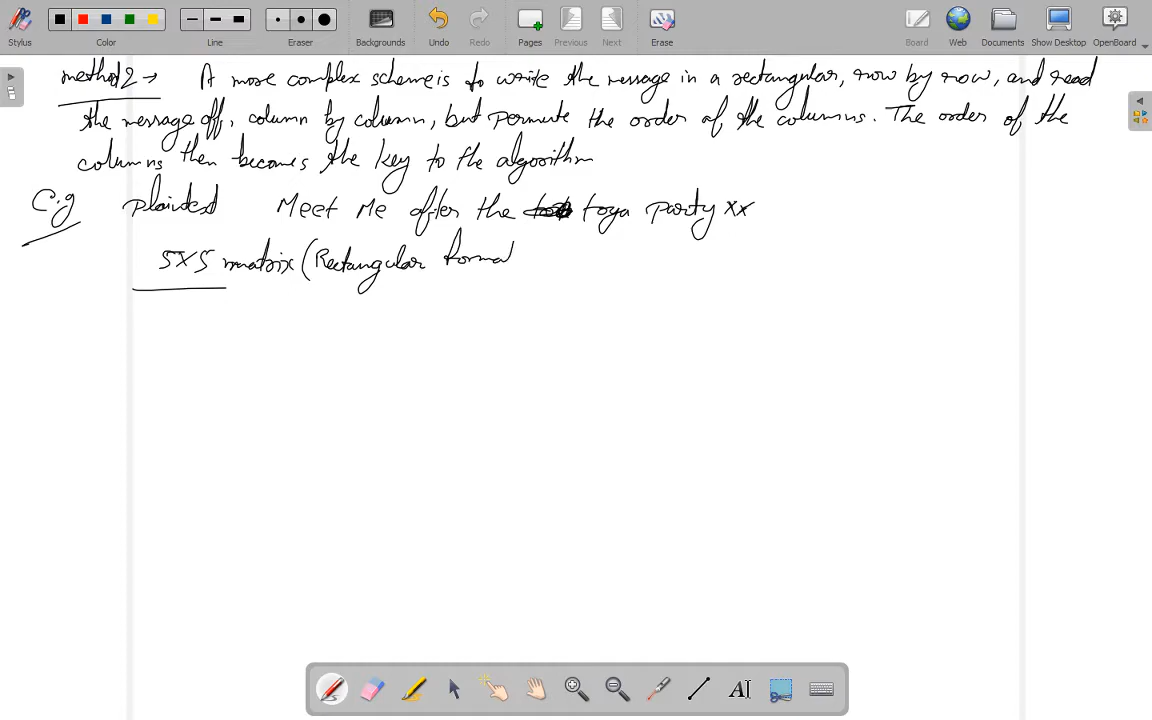 Stylus Color Line Eraser Backgrounds Undo Redo Pages Previous Next Erase Board Web Documents Show Desktop OpenBoard
method2 → A more complex scheme is to write the message in a rectangular, row by row, and read
the message off, column by column, but permute the order of the columns. The order of the
columns then becomes the key to the algorithm
e.g plaintext Meet Me after the toga party xx
5x5 matrix (Rectangular format